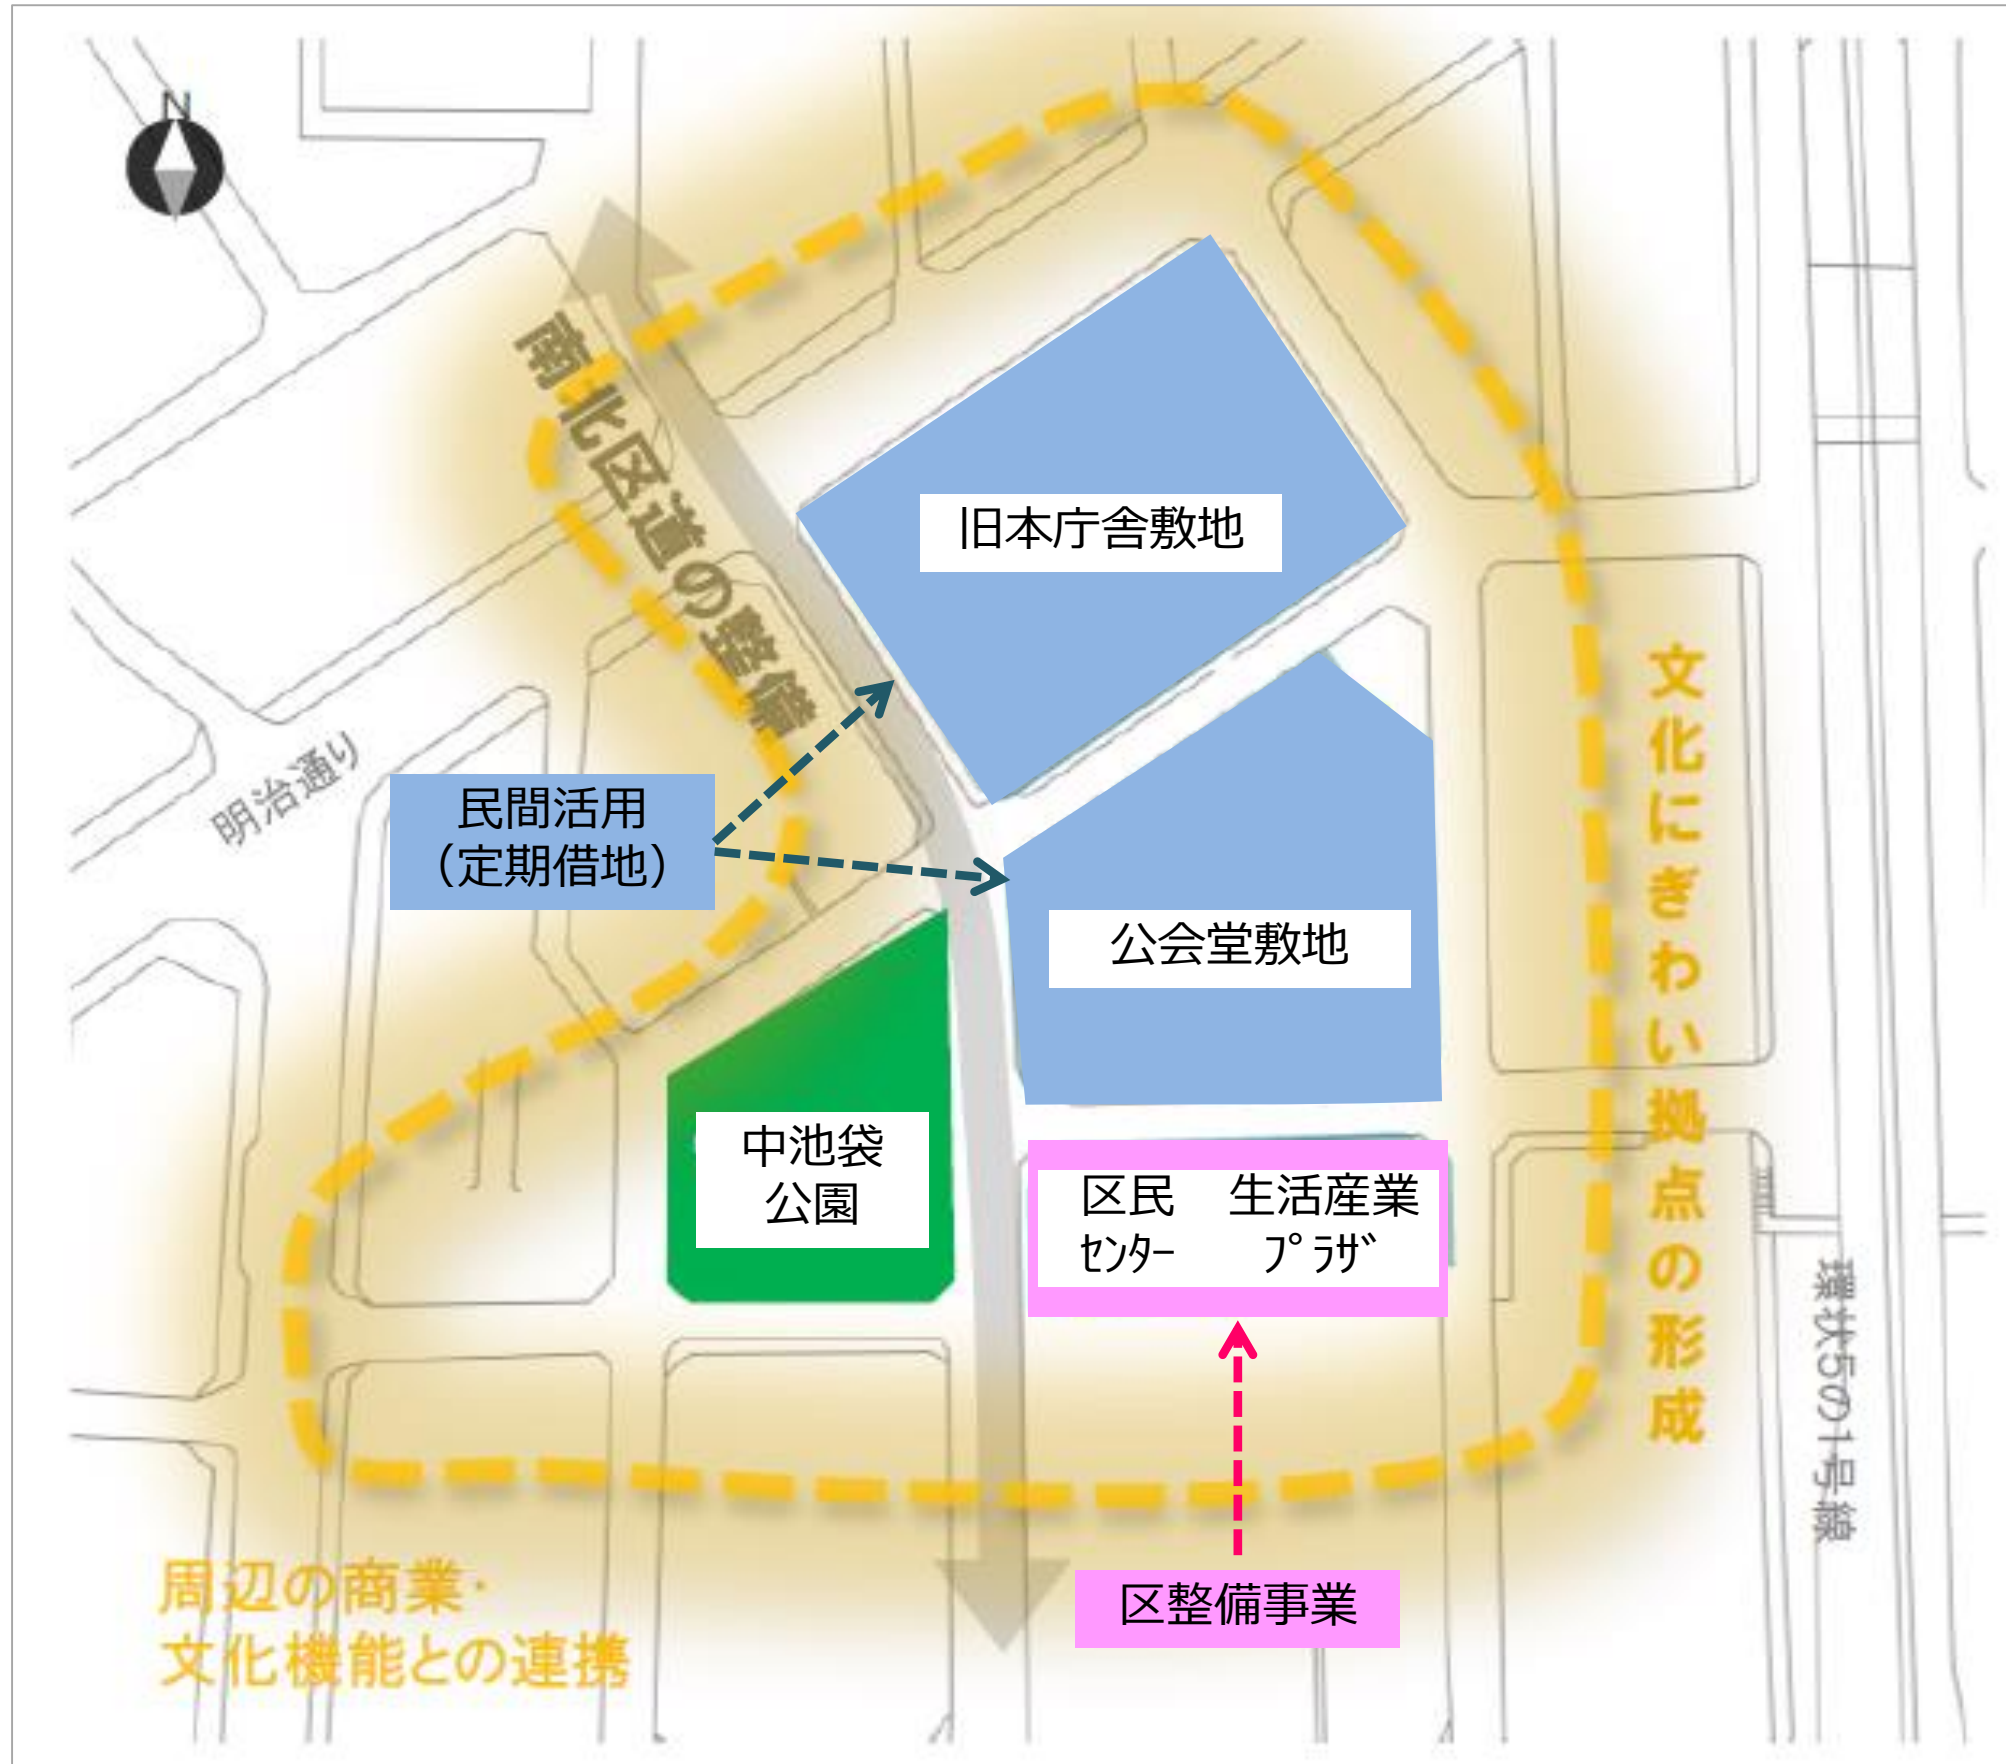 N
南北区道の整備
旧本庁舎敷地
明治通り
民間活用
（定期借地）
公会堂敷地
文化にぎわい拠点の形成
中池袋
公園
区民　生活産業
ｾﾝﾀｰ　ﾌﾟﾗｻﾞ
環状5の1号線
周辺の商業・
文化機能との連携
区整備事業